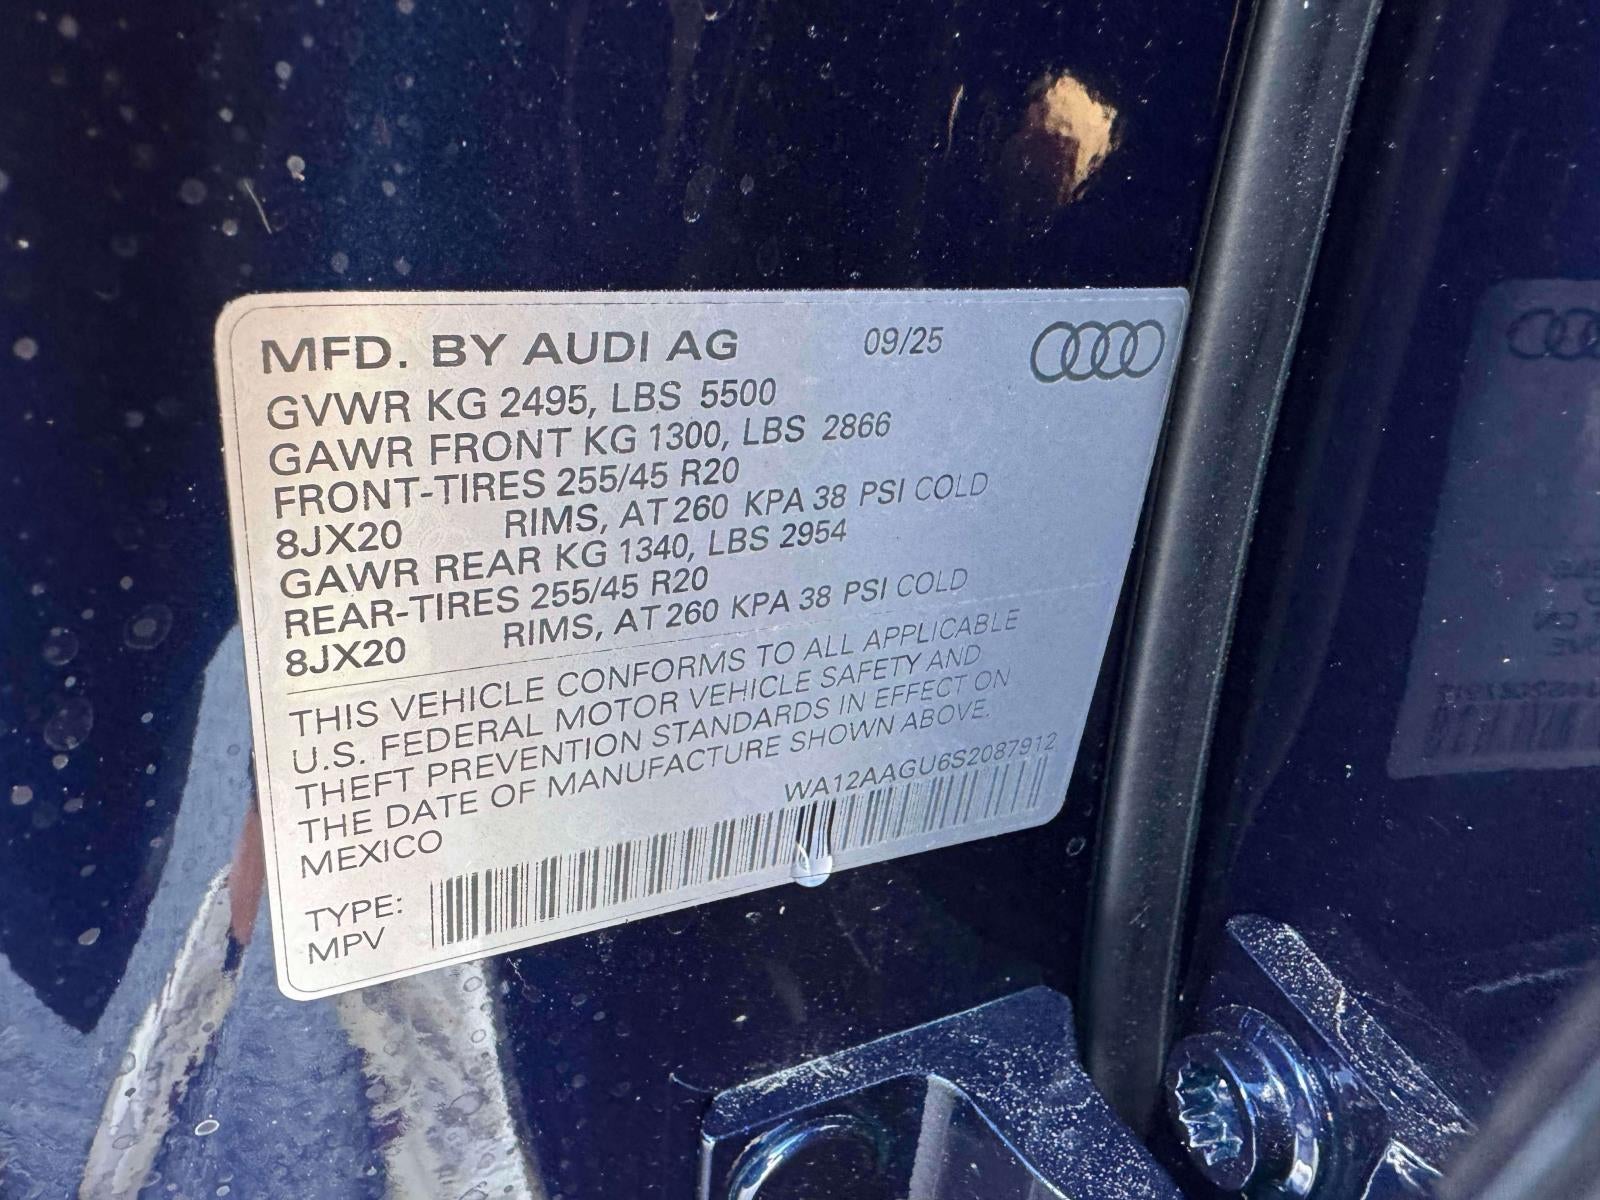 MFD. BY AUDI AG 09/25
GVWR KG 2495, LBS 5500
GAWR FRONT KG 1300, LBS 2866
FRONT-TIRES 255/45 R20
8JX20 RIMS, AT 260 KPA 38 PSI COLD
GAWR REAR KG 1340, LBS 2954
REAR-TIRES 255/45 R20
8JX20 RIMS, AT 260 KPA 38 PSI COLD
THIS VEHICLE CONFORMS TO ALL APPLICABLE
U.S. FEDERAL MOTOR VEHICLE SAFETY AND
THEFT PREVENTION STANDARDS IN EFFECT ON
THE DATE OF MANUFACTURE SHOWN ABOVE.
MEXICO WA12AAGU6S2087912
TYPE:
MPV